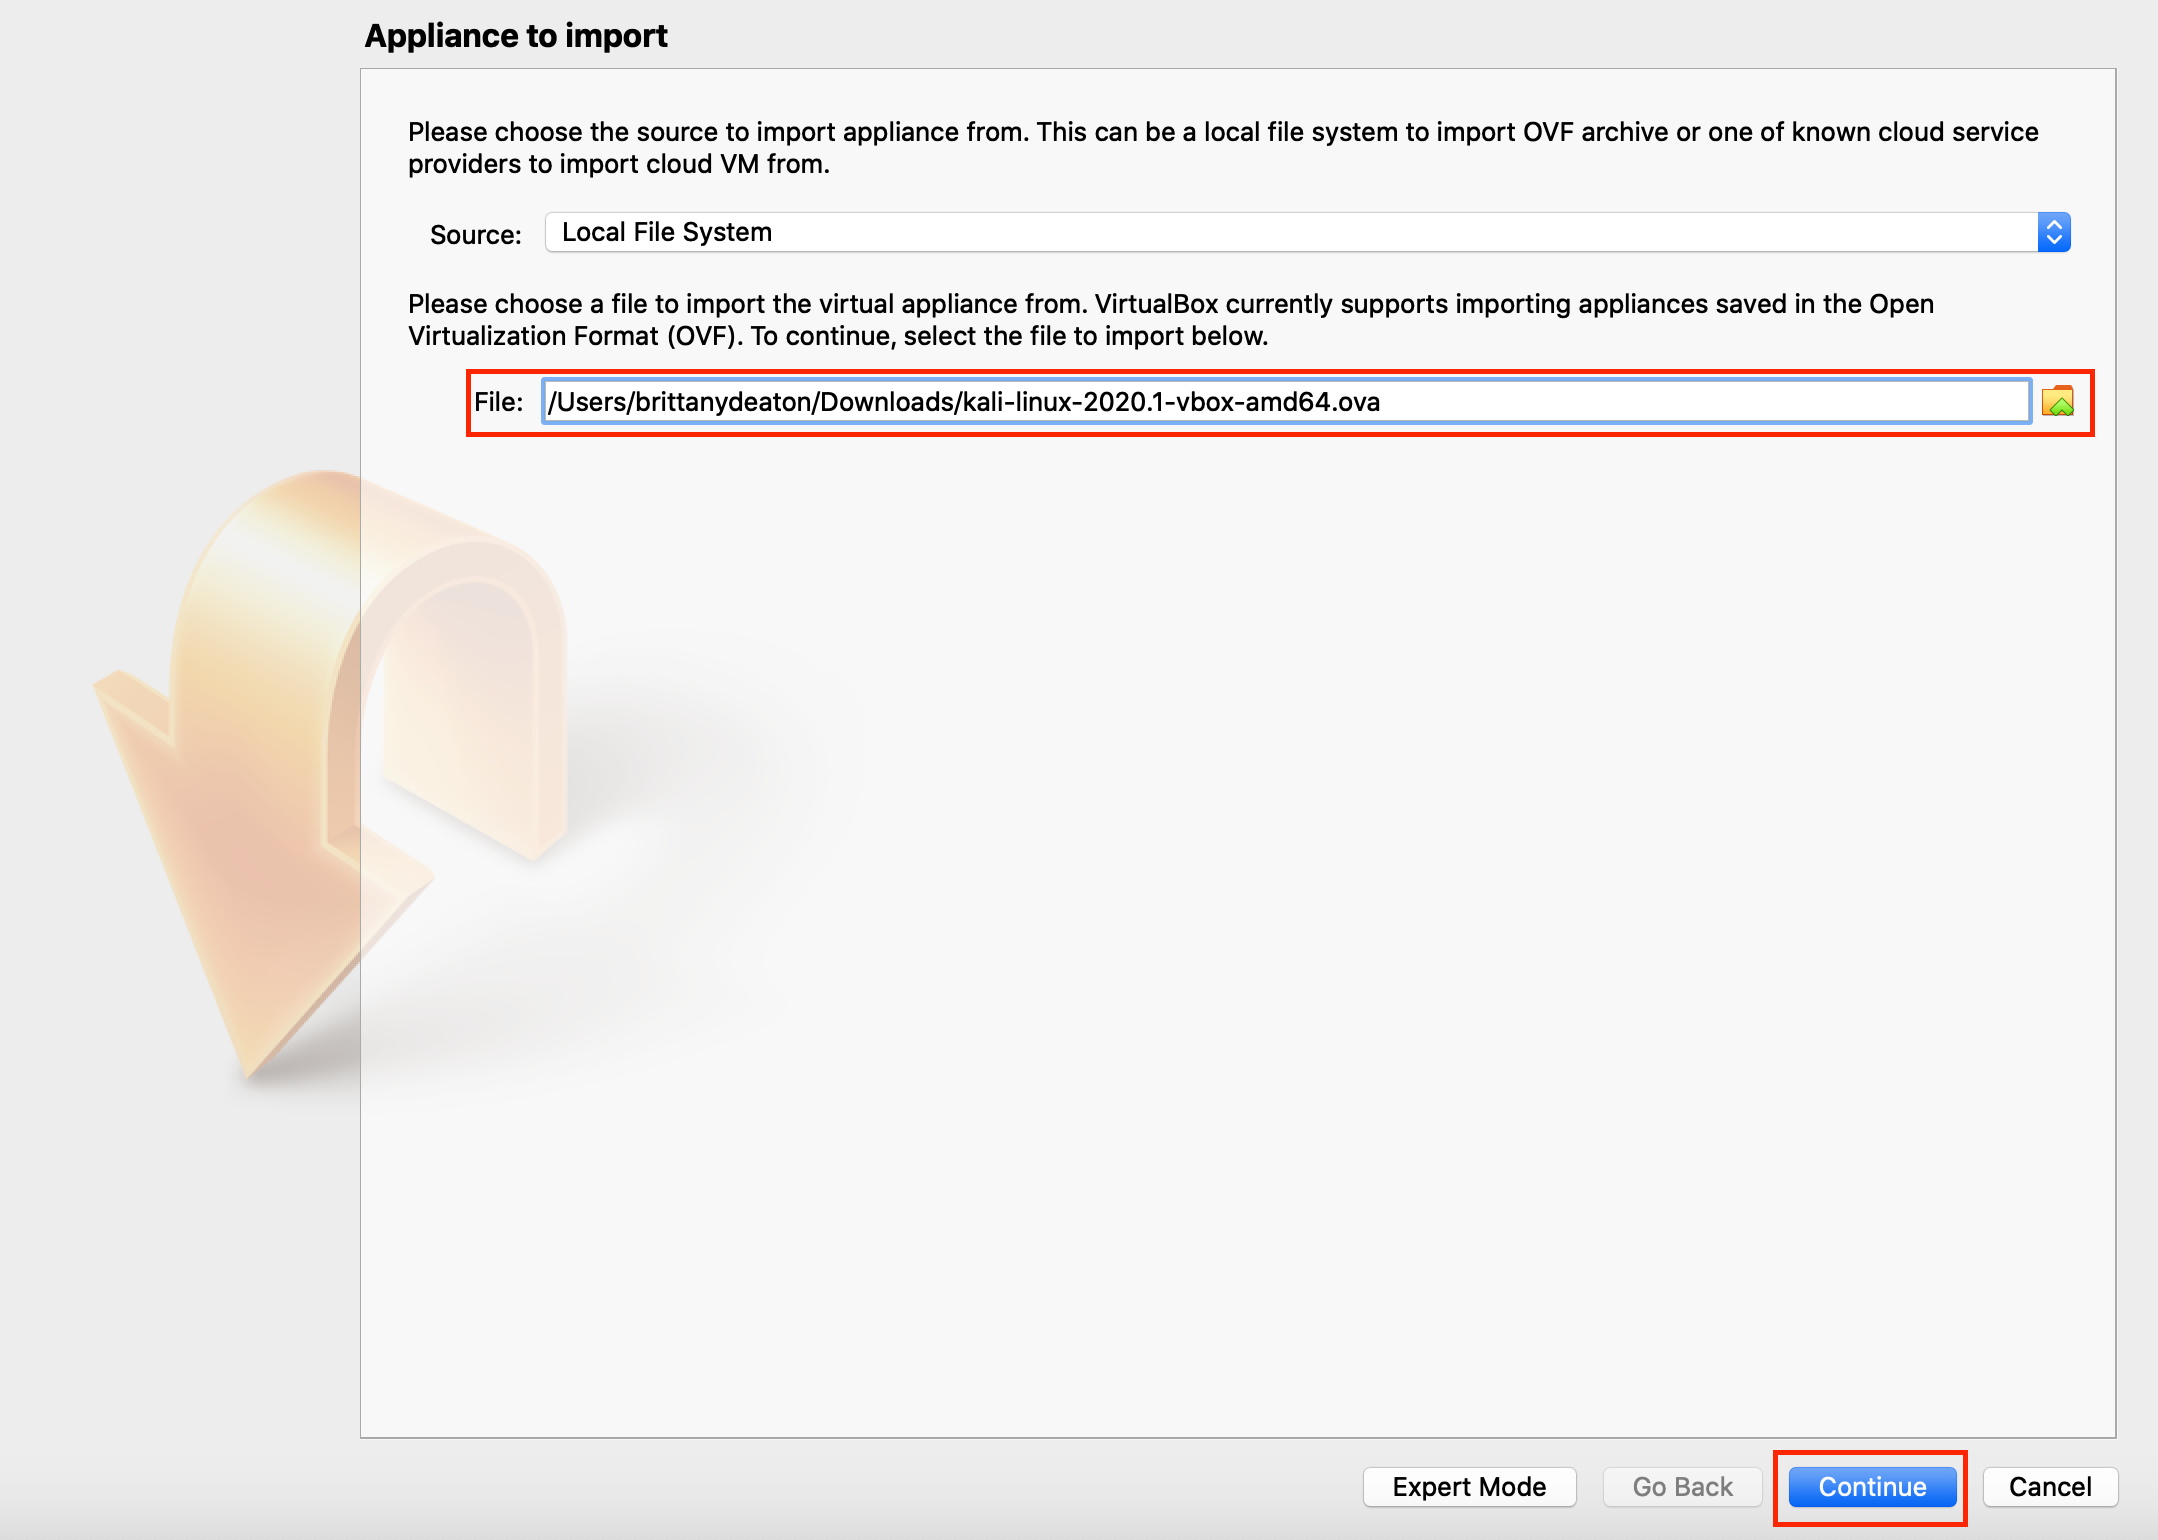 Appliance to import
Please choose the source to import appliance from. This can be a local file system to import OVF archive or one of known cloud service
providers to import cloud VM from.
Source: Local File System
Please choose a file to import the virtual appliance from. VirtualBox currently supports importing appliances saved in the Open
Virtualization Format (OVF). To continue, select the file to import below.
File: /Users/brittanydeaton/Downloads/kali-linux-2020.1-vbox-amd64.ova
Expert Mode Go Back Continue Cancel